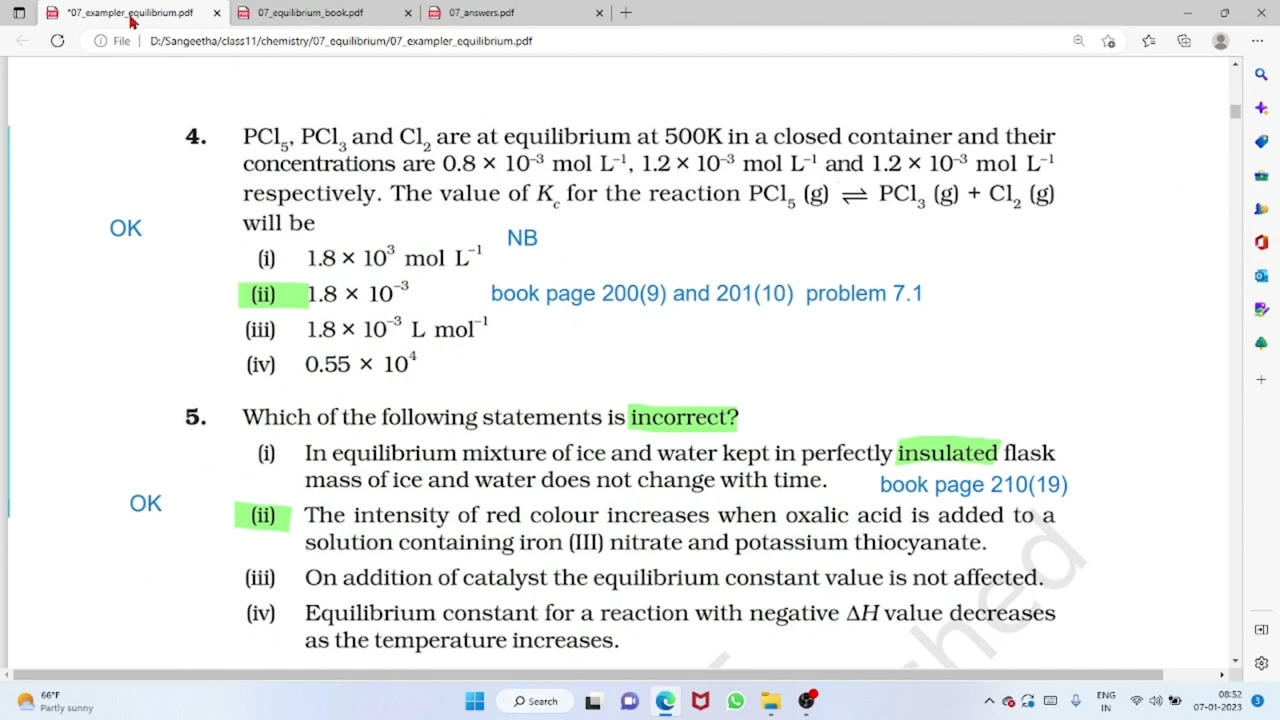 *07_exampler_equilibrium.pdf
07_equilibrium_book.pdf
07_answers.pdf
File
D:/Sangeetha/class11/chemistry/07_equilibrium/07_exampler_equilibrium.pdf
4. PCl₅, PCl₃ and Cl₂ are at equilibrium at 500K in a closed container and their
concentrations are 0.8 × 10⁻³ mol L⁻¹, 1.2 × 10⁻³ mol L⁻¹ and 1.2 × 10⁻³ mol L⁻¹
respectively. The value of K꜀ for the reaction PCl₅ (g) ⇌ PCl₃ (g) + Cl₂ (g)
will be
OK
NB
(i) 1.8 × 10³ mol L⁻¹
(ii) 1.8 × 10⁻³
book page 200(9) and 201(10) problem 7.1
(iii) 1.8 × 10⁻³ L mol⁻¹
(iv) 0.55 × 10⁴
5. Which of the following statements is incorrect?
(i) In equilibrium mixture of ice and water kept in perfectly insulated flask
mass of ice and water does not change with time.
book page 210(19)
OK
(ii) The intensity of red colour increases when oxalic acid is added to a
solution containing iron (III) nitrate and potassium thiocyanate.
(iii) On addition of catalyst the equilibrium constant value is not affected.
(iv) Equilibrium constant for a reaction with negative ΔH value decreases
as the temperature increases.
66°F
Partly sunny
Search
ENG
IN
08:52
07-01-2023
3